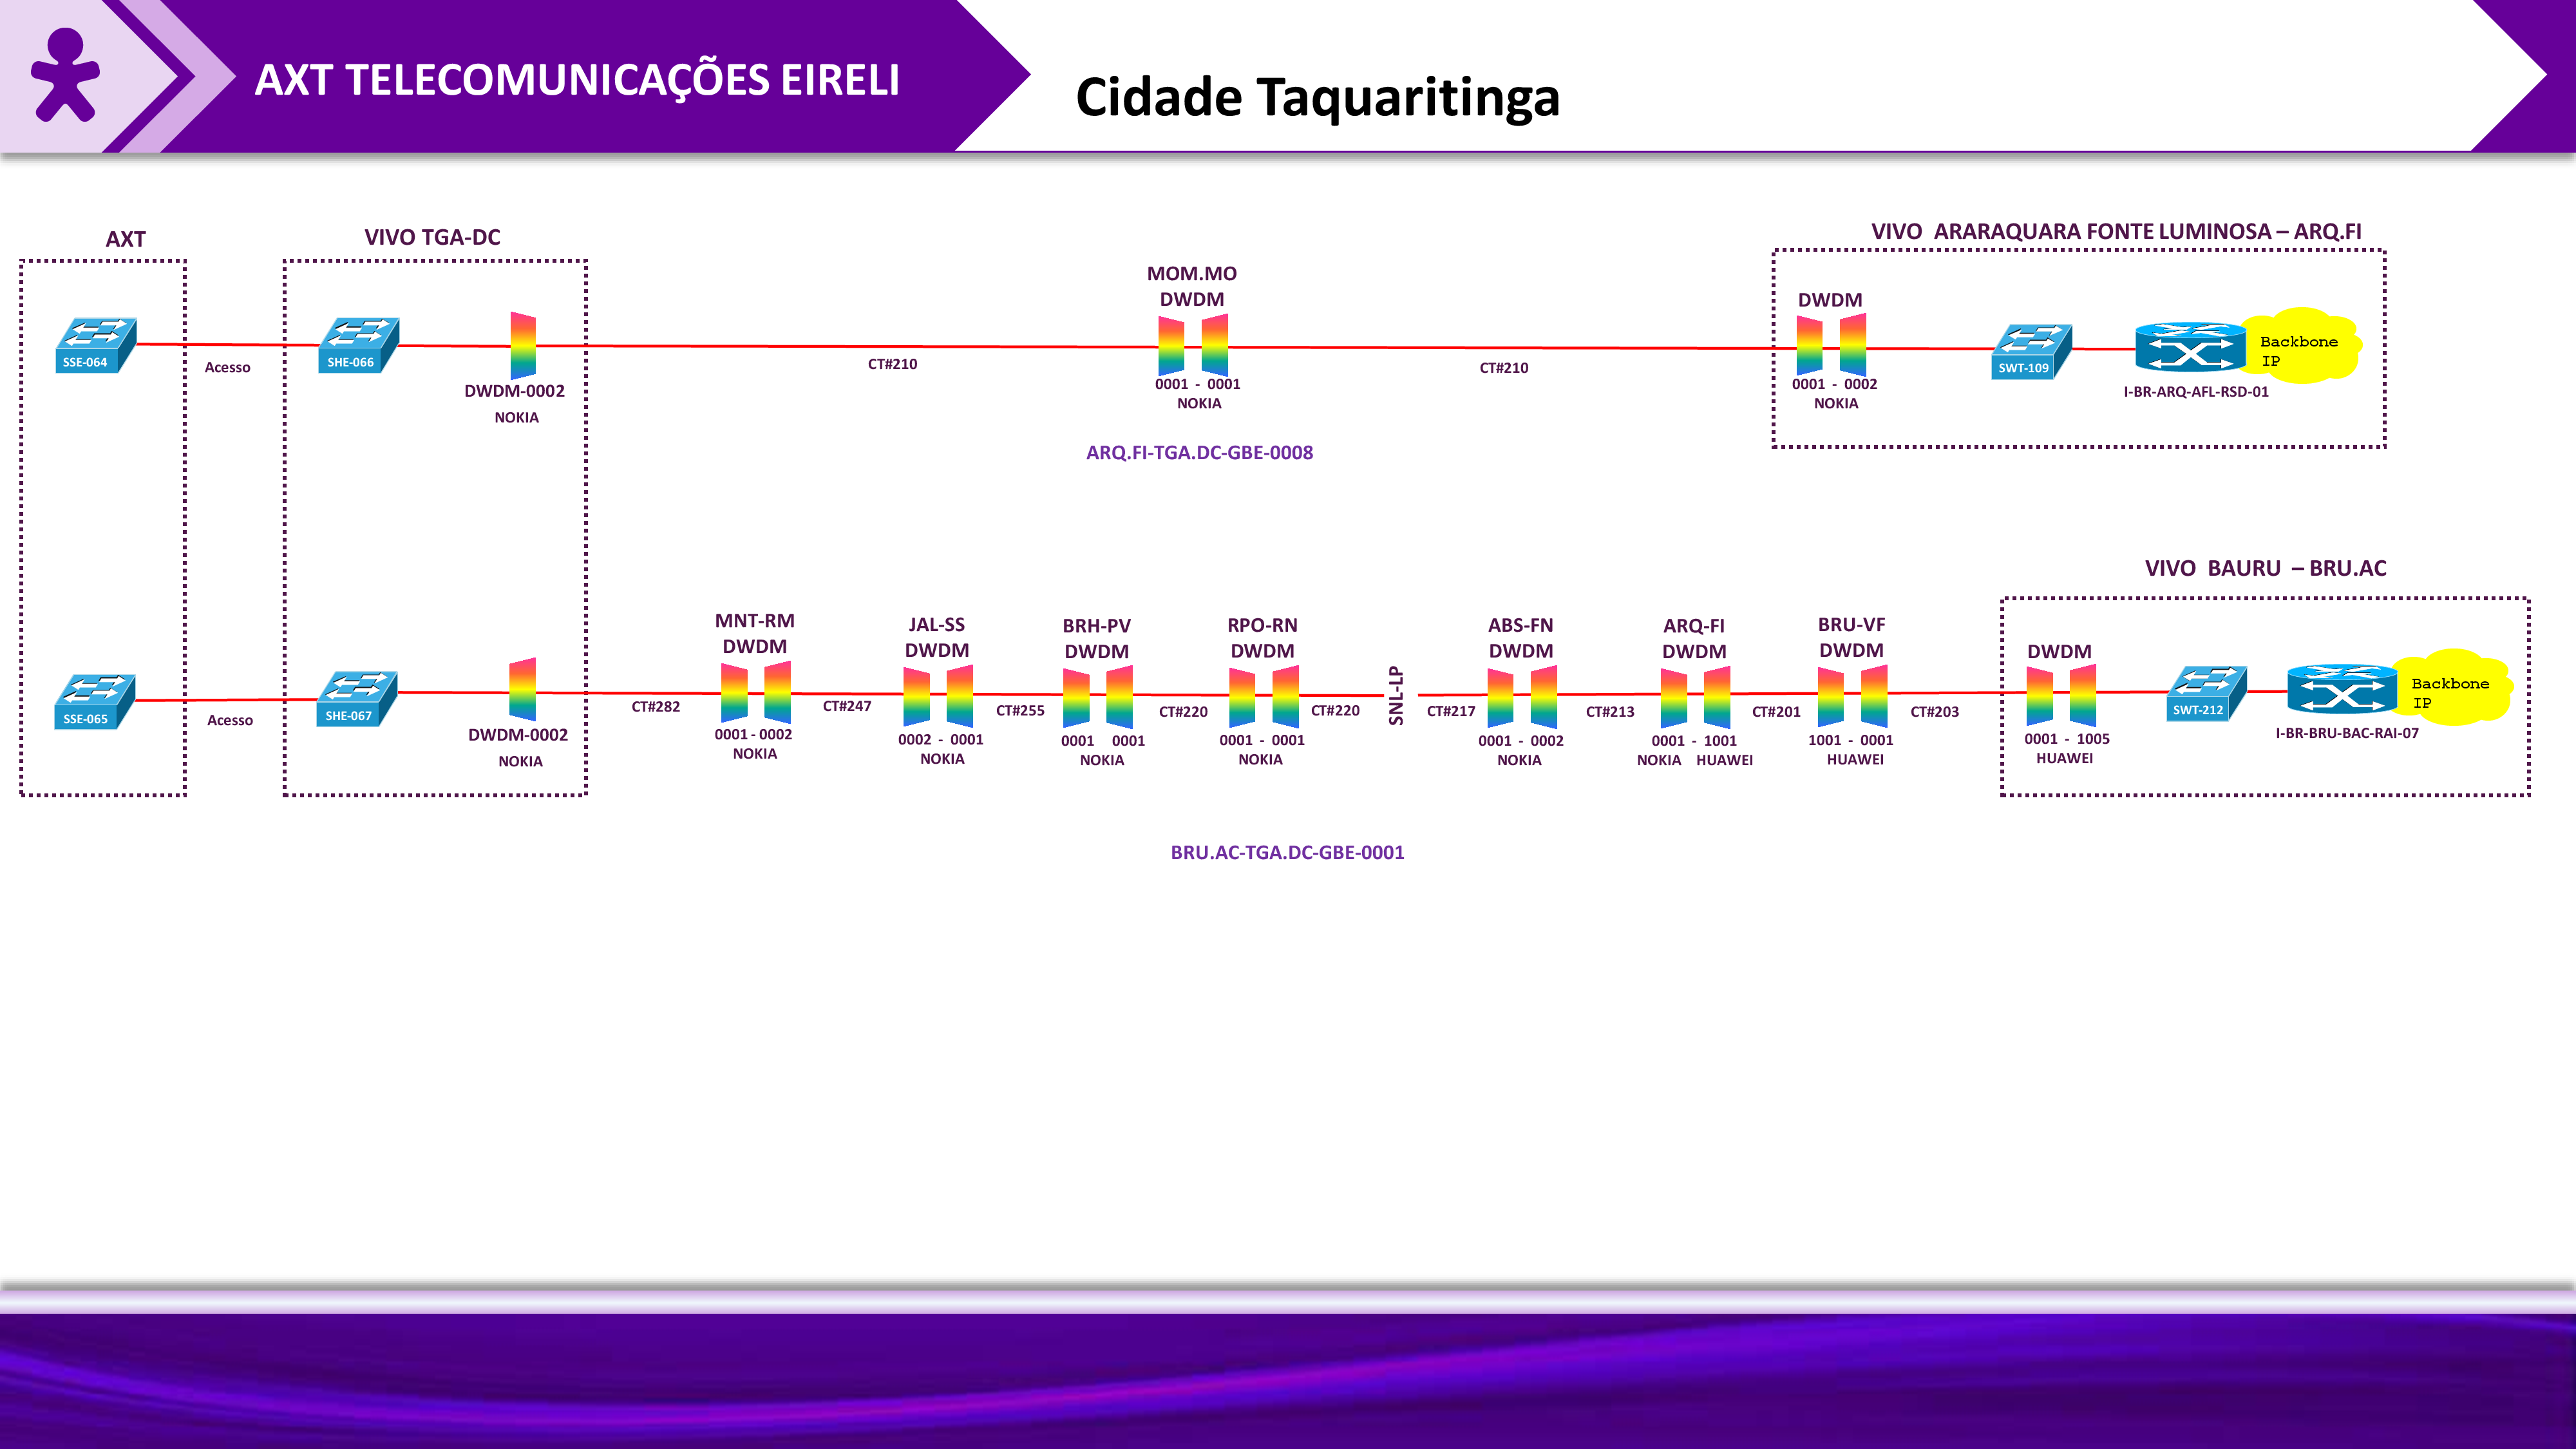 AXT TELECOMUNICAÇÕES EIRELI
Cidade Taquaritinga
AXT
VIVO TGA-DC
VIVO  ARARAQUARA FONTE LUMINOSA – ARQ.FI
MOM.MO
DWDM
DWDM
SSE-064
Acesso
SHE-066
DWDM-0002
NOKIA
CT#210
0001 - 0001
NOKIA
CT#210
0001 - 0002
NOKIA
SWT-109
Backbone
IP
I-BR-ARQ-AFL-RSD-01
ARQ.FI-TGA.DC-GBE-0008
VIVO  BAURU  – BRU.AC
MNT-RM
DWDM
JAL-SS
DWDM
BRH-PV
DWDM
RPO-RN
DWDM
SNL-LP
ABS-FN
DWDM
ARQ-FI
DWDM
BRU-VF
DWDM
DWDM
SSE-065
Acesso
SHE-067
DWDM-0002
NOKIA
CT#282
0001 - 0002
NOKIA
CT#247
0002 - 0001
NOKIA
CT#255
0001    0001
NOKIA
CT#220
0001 - 0001
NOKIA
CT#220
CT#217
0001 - 0002
NOKIA
CT#213
0001 - 1001
NOKIA   HUAWEI
CT#201
1001 - 0001
HUAWEI
CT#203
0001 - 1005
HUAWEI
SWT-212
Backbone
IP
I-BR-BRU-BAC-RAI-07
BRU.AC-TGA.DC-GBE-0001